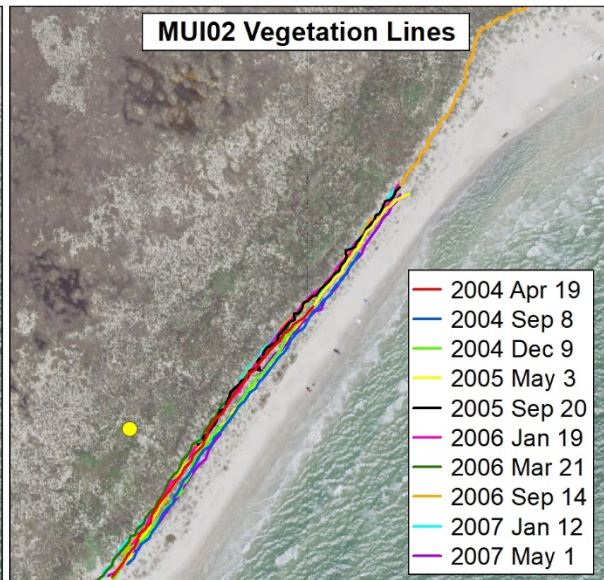 MUI02 Vegetation Lines
2004 Apr 19
2004 Sep 8
2004 Dec 9
2005 May 3
2005 Sep 20
2006 Jan 19
2006 Mar 21
2006 Sep 14
2007 Jan 12
2007 May 1